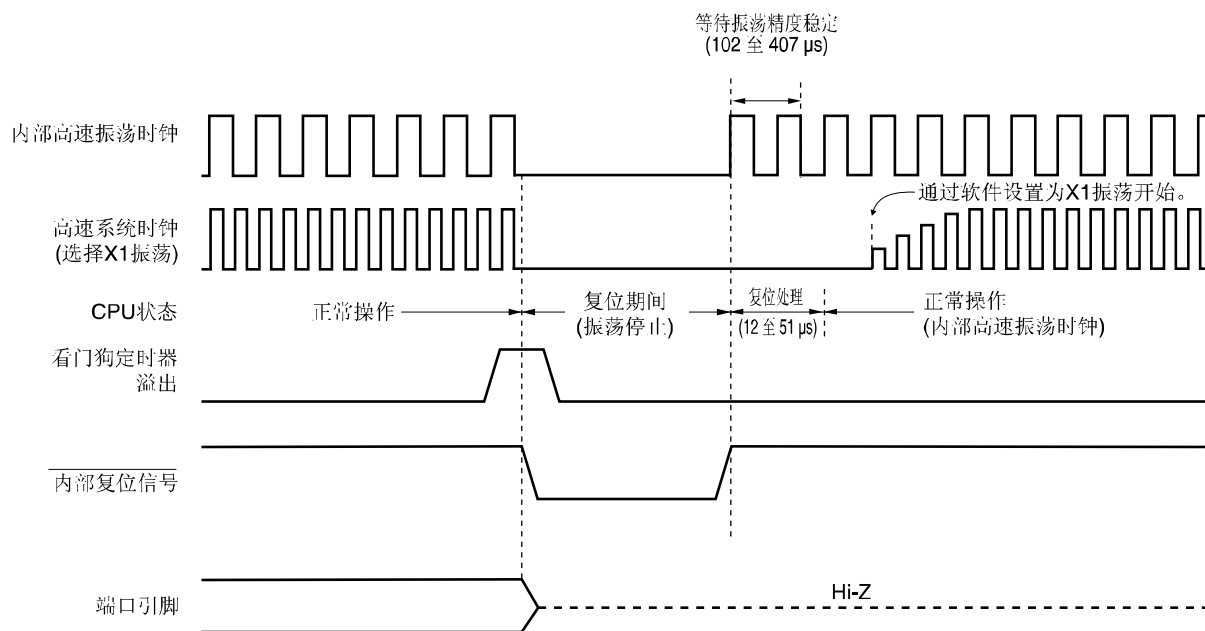 等待振荡精度稳定
(102 至 407 μs)
内部高速振荡时钟
通过软件设置为X1振荡开始。
高速系统时钟
(选择X1振荡)
CPU状态
正常操作
复位期间
(振荡停止)
复位处理
(12 至 51 μs)
正常操作
(内部高速振荡时钟)
看门狗定时器
溢出
内部复位信号
端口引脚
Hi-Z